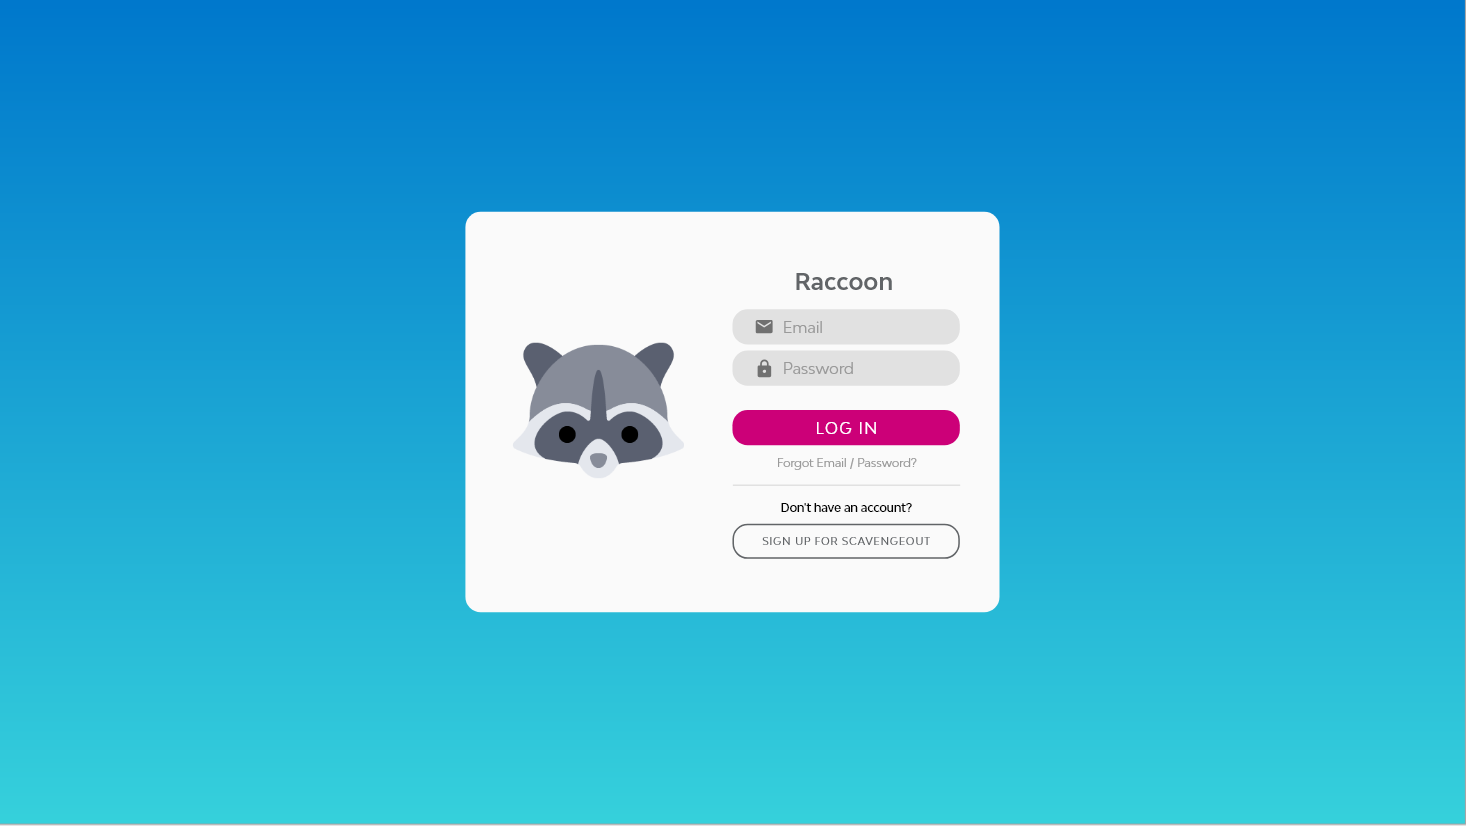 Raccoon
Email
Password
LOG IN
Forgot Email / Password?
Don't have an account?
SIGN UP FOR SCAVENGEOUT